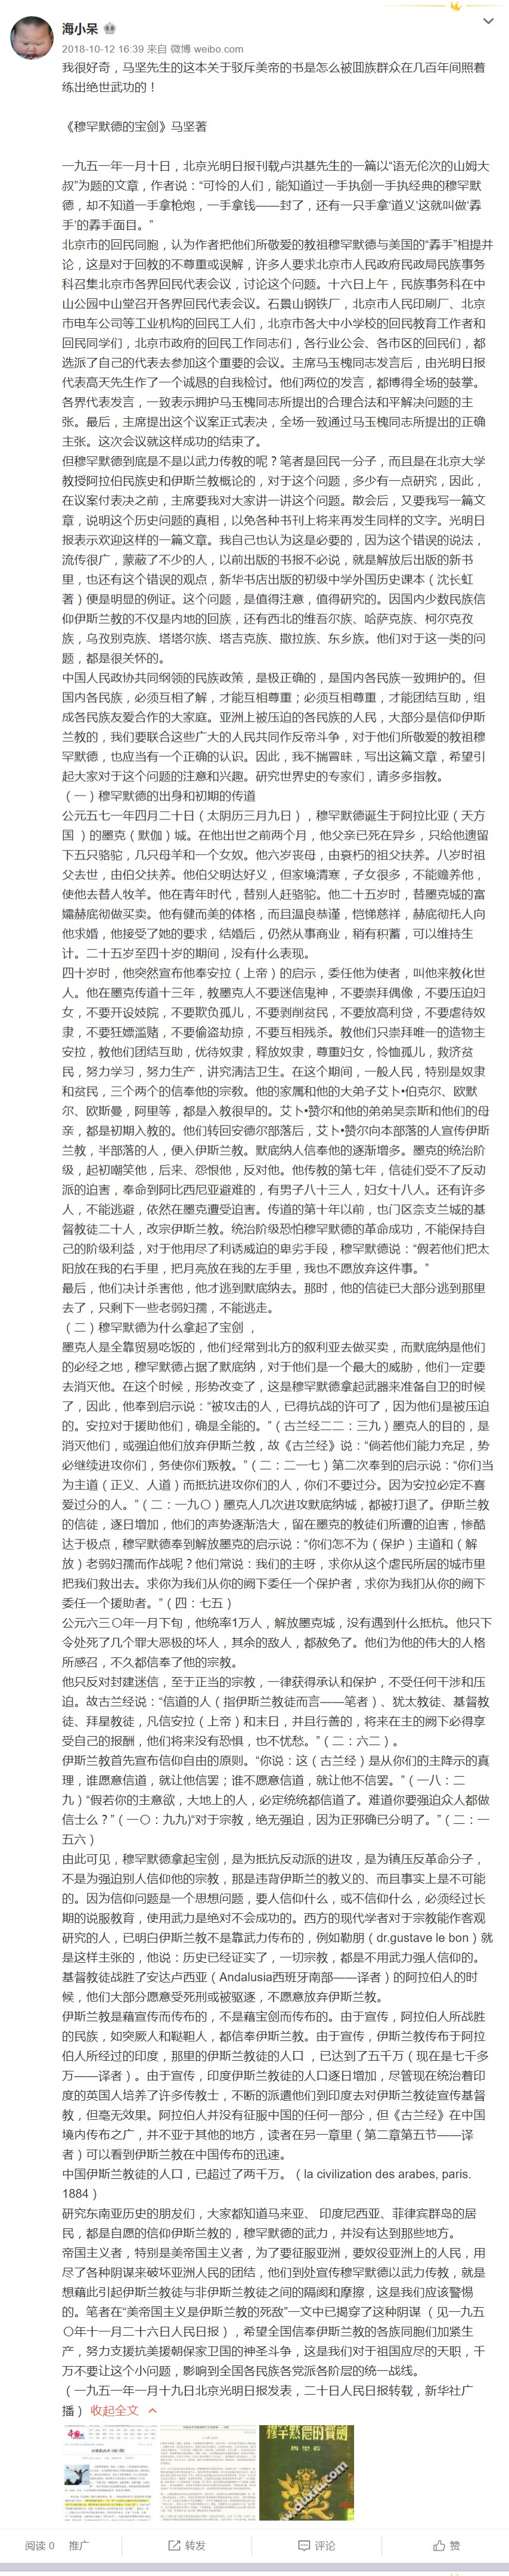 海小呆
2018-10-12 16:39 来自 微博 weibo.com
我很好奇，马坚先生的这本关于驳斥美帝的书是怎么被囬族群众在几百年间照着
练出绝世武功的！
《穆罕默德的宝剑》马坚著
一九五一年一月十日，北京光明日报刊载卢洪基先生的一篇以“语无伦次的山姆大
叔”为题的文章，作者说：“可怜的人们，能知道过一手执剑一手执经典的穆罕默
德，却不知道一手拿枪炮，一手拿钱——封了，还有一只手拿‘道义’这就叫做‘掱
手’的掱手面目。”
北京市的回民同胞，认为作者把他们所敬爱的教祖穆罕默德与美国的“掱手”相提并
论，这是对于回教的不尊重或误解，许多人要求北京市人民政府民政局民族事务
科召集北京市各界回民代表会议，讨论这个问题。十六日上午，民族事务科在中
山公园中山堂召开各界回民代表会议。石景山钢铁厂，北京市人民印刷厂、北京
市电车公司等工业机构的回民工人们，北京市各大中小学校的回民教育工作者和
回民同学们，北京市政府的回民工作同志们，各行业公会、各市区的回民们，都
选派了自己的代表去参加这个重要的会议。主席马玉槐同志发言后，由光明日报
代表高天先生作了一个诚恳的自我检讨。他们两位的发言，都博得全场的鼓掌。
各界代表发言，一致表示拥护马玉槐同志所提出的合理合法和平解决问题的主
张。最后，主席提出这个议案正式表决，全场一致通过马玉槐同志所提出的正确
主张。这次会议就这样成功的结束了。
但穆罕默德到底是不是以武力传教的呢？笔者是回民一分子，而且是在北京大学
教授阿拉伯民族史和伊斯兰教概论的，对于这个问题，多少有一点研究，因此，
在议案付表决之前，主席要我对大家讲一讲这个问题。散会后，又要我写一篇文
章，说明这个历史问题的真相，以免各种书刊上将来再发生同样的文字。光明日
报表示欢迎这样的一篇文章。我自己也认为这是必要的，因为这个错误的说法，
流传很广，蒙蔽了不少的人，以前出版的书报不必说，就是解放后出版的新书
里，也还有这个错误的观点，新华书店出版的初级中学外国历史课本（沈长虹
著）便是明显的例证。这个问题，是值得注意，值得研究的。因国内少数民族信
仰伊斯兰教的不仅是内地的回族，还有西北的维吾尔族、哈萨克族、柯尔克孜
族，乌孜别克族、塔塔尔族、塔吉克族、撒拉族、东乡族。他们对于这一类的问
题，都是很关怀的。
中国人民政协共同纲领的民族政策，是极正确的，是国内各民族一致拥护的。但
国内各民族，必须互相了解，才能互相尊重；必须互相尊重，才能团结互助，组
成各民族友爱合作的大家庭。亚洲上被压迫的各民族的人民，大部分是信仰伊斯
兰教的，我们要联合这些广大的人民共同作反帝斗争，对于他们所敬爱的教祖穆
罕默德，也应当有一个正确的认识。因此，我不揣冒昧，写出这篇文章，希望引
起大家对于这个问题的注意和兴趣。研究世界史的专家们，请多多指教。
（一）穆罕默德的出身和初期的传道
公元五七一年四月二十日（太阴历三月九日），穆罕默德诞生于阿拉比亚（天方
国 ）的墨克（默伽）城。在他出世之前两个月，他父亲已死在异乡，只给他遗留
下五只骆驼，几只母羊和一个女奴。他六岁丧母，由衰朽的祖父扶养。八岁时祖
父去世，由伯父扶养。他伯父明达好义，但家境清寒，子女很多，不能赡养他，
使他去替人牧羊。他在青年时代，替别人赶骆驼。他二十五岁时，替墨克城的富
孀赫底彻做买卖。他有健而美的体格，而且温良恭谨，恺悌慈祥，赫底彻托人向
他求婚，他接受了她的要求，结婚后，仍然从事商业，稍有积蓄，可以维持生
计。二十五岁至四十岁的期间，没有什么表现。
四十岁时，他突然宣布他奉安拉（上帝）的启示，委任他为使者，叫他来教化世
人。他在墨克传道十三年，教墨克人不要迷信鬼神，不要崇拜偶像，不要压迫妇
女，不要开设妓院，不要欺负孤儿，不要剥削贫民，不要放高利贷，不要虐待奴
隶，不要狂嫖滥赌，不要偷盗劫掠，不要互相残杀。教他们只崇拜唯一的造物主
安拉，教他们团结互助，优待奴隶，释放奴隶，尊重妇女，怜恤孤儿，救济贫
民，努力学习，努力生产，讲究清洁卫生。在这个期间，一般人民，特别是奴隶
和贫民，三个两个的信奉他的宗教。他的家属和他的大弟子艾卜•伯克尔、欧默
尔、欧斯曼，阿里等，都是入教很早的。艾卜•赞尔和他的弟弟吴奈斯和他们的母
亲，都是初期入教的。他们转回安德尔部落后，艾卜•赞尔向本部落的人宣传伊斯
兰教，半部落的人，便入伊斯兰教。默底纳人信奉他的逐渐增多。墨克的统治阶
级，起初嘲笑他，后来、怨恨他，反对他。他传教的第七年，信徒们受不了反动
派的迫害，奉命到阿比西尼亚避难的，有男子八十三人，妇女十八人。还有许多
人，不能逃避，依然在墨克遭受迫害。传道的第十年以前，也门区奈支兰城的基
督教徒二十人，改宗伊斯兰教。统治阶级恐怕穆罕默德的革命成功，不能保持自
己的阶级利益，对于他用尽了利诱威迫的卑劣手段，穆罕默德说：“假若他们把太
阳放在我的右手里，把月亮放在我的左手里，我也不愿放弃这件事。”
最后，他们决计杀害他，他才逃到默底纳去。那时，他的信徒已大部分逃到那里
去了，只剩下一些老弱妇孺，不能逃走。
（二）穆罕默德为什么拿起了宝剑 ，
墨克人是全靠贸易吃饭的，他们经常到北方的叙利亚去做买卖，而默底纳是他们
的必经之地，穆罕默德占据了默底纳，对于他们是一个最大的威胁，他们一定要
去消灭他。在这个时候，形势改变了，这是穆罕默德拿起武器来准备自卫的时候
了，因此，他奉到启示说：“被攻击的人，已得抗战的许可了，因为他们是被压迫
的。安拉对于援助他们，确是全能的。”（古兰经二二：三九）墨克人的目的，是
消灭他们，或强迫他们放弃伊斯兰教，故《古兰经》说：“倘若他们能力充足，势
必继续进攻你们，务使你们叛教。”（二：二一七）第二次奉到的启示说：“你们当
为主道（正义、人道）而抵抗进攻你们的人，你们不要过分。因为安拉必定不喜
爱过分的人。”（二：一九〇）墨克人几次进攻默底纳城，都被打退了。伊斯兰教
的信徒，逐日增加，他们的声势逐渐浩大，留在墨克的教徒们所遭的迫害，惨酷
达于极点，穆罕默德奉到解放墨克的启示说：“你们怎不为（保护）主道和（解
放）老弱妇孺而作战呢？他们常说：我们的主呀，求你从这个虐民所居的城市里
把我们救出去。求你为我们从你的阙下委任一个保护者，求你为我们从你的阙下
委任一个援助者。”（四：七五）
公元六三〇年一月下旬，他统率1万人，解放墨克城，没有遇到什么抵抗。他只下
令处死了几个罪大恶极的坏人，其余的敌人，都赦免了。他们为他的伟大的人格
所感召，不久都信奉了他的宗教。
他只反对封建迷信，至于正当的宗教，一律获得承认和保护，不受任何干涉和压
迫。故古兰经说：“信道的人（指伊斯兰教徒而言——笔者）、犹太教徒、基督教
徒、拜星教徒，凡信安拉（上帝）和末日，并且行善的，将来在主的阙下必得享
受自己的报酬，他们将来没有恐惧，也不忧愁。”（二：六二）。
伊斯兰教首先宣布信仰自由的原则。“你说：这（古兰经）是从你们的主降示的真
理，谁愿意信道，就让他信罢；谁不愿意信道，就让他不信罢。”（一八：二
九）“假若你的主意欲，大地上的人，必定统统都信道了。难道你要强迫众人都做
信士么？”（一〇：九九）“对于宗教，绝无强迫，因为正邪确已分明了。”（二：一
五六）
由此可见，穆罕默德拿起宝剑，是为抵抗反动派的进攻，是为镇压反革命分子，
不是为强迫别人信仰他的宗教，那是违背伊斯兰的教义的、而且事实上是不可能
的。因为信仰问题是一个思想问题，要人信仰什么，或不信仰什么，必须经过长
期的说服教育，使用武力是绝对不会成功的。西方的现代学者对于宗教能作客观
研究的人，已明白伊斯兰教不是靠武力传布的，例如勒朋（dr.gustave le bon）就
是这样主张的，他说：历史已经证实了，一切宗教，都是不用武力强人信仰的。
基督教徒战胜了安达卢西亚（Andalusia西班牙南部——译者）的阿拉伯人的时
候，他们大部分愿意受死刑或被驱逐，不愿意放弃伊斯兰教。
伊斯兰教是藉宣传而传布的，不是藉宝剑而传布的。由于宣传，阿拉伯人所战胜
的民族，如突厥人和鞑靼人，都信奉伊斯兰教。由于宣传，伊斯兰教传布于阿拉
伯人所经过的印度，那里的伊斯兰教徒的人口 ，已达到了五千万（现在是七千多
万——译者）。由于宣传，印度伊斯兰教徒的人口逐日增加，尽管现在统治着印
度的英国人培养了许多传教士，不断的派遣他们到印度去对伊斯兰教徒宣传基督
教，但毫无效果。阿拉伯人并没有征服中国的任何一部分，但《古兰经》在中国
境内传布之广，并不亚于其他的地方，读者在另一章里（第二章第五节——译
者）可以看到伊斯兰教在中国传布的迅速。
中国伊斯兰教徒的人口，已超过了两千万。（la civilization des arabes, paris.
1884）
研究东南亚历史的朋友们，大家都知道马来亚、 印度尼西亚、菲律宾群岛的居
民，都是自愿的信仰伊斯兰教的，穆罕默德的武力，并没有达到那些地方。
帝国主义者，特别是美帝国主义者，为了要征服亚洲，要奴役亚洲上的人民，用
尽了各种阴谋来破坏亚洲人民的团结，他们到处宣传穆罕默德以武力传教，就是
想藉此引起伊斯兰教徒与非伊斯兰教徒之间的隔阂和摩擦，这是我们应该警惕
的。笔者在“美帝国主义是伊斯兰教的死敌”一文中已揭穿了这种阴谋 （见一九五
〇年十一月二十六日人民日报），希望全国信奉伊斯兰教的各族同胞们加紧生
产，努力支援抗美援朝保家卫国的神圣斗争，这是我们对于祖国应尽的天职，千
万不要让这个小问题，影响到全国各民族各党派各阶层的统一战线。
（一九五一年一月十九日北京光明日报发表，二十日人民日报转载，新华社广
播） 收起全文
穆罕默德的寶劍
阅读 0 推广 转发 评论 赞